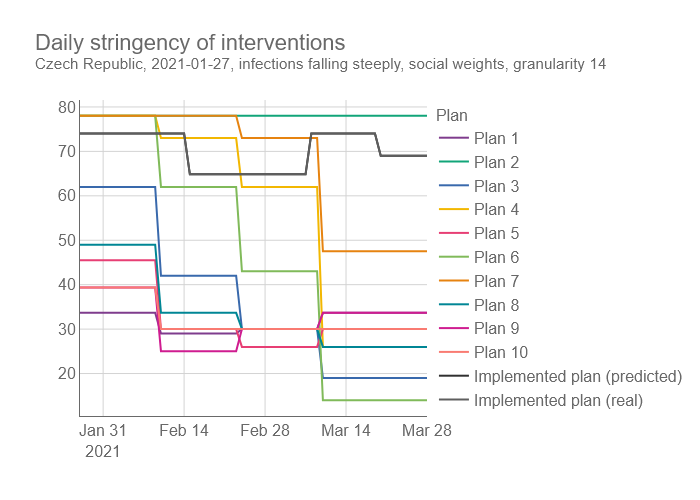 Daily stringency of interventions
Czech Republic, 2021-01-27, infections falling steeply, social weights, granularity 14
80
70
60
50
40
30
20
Jan 31
2021
Feb 14
Feb 28
Mar 14
Mar 28
Plan
Plan 1
Plan 2
Plan 3
Plan 4
Plan 5
Plan 6
Plan 7
Plan 8
Plan 9
Plan 10
Implemented plan (predicted)
Implemented plan (real)